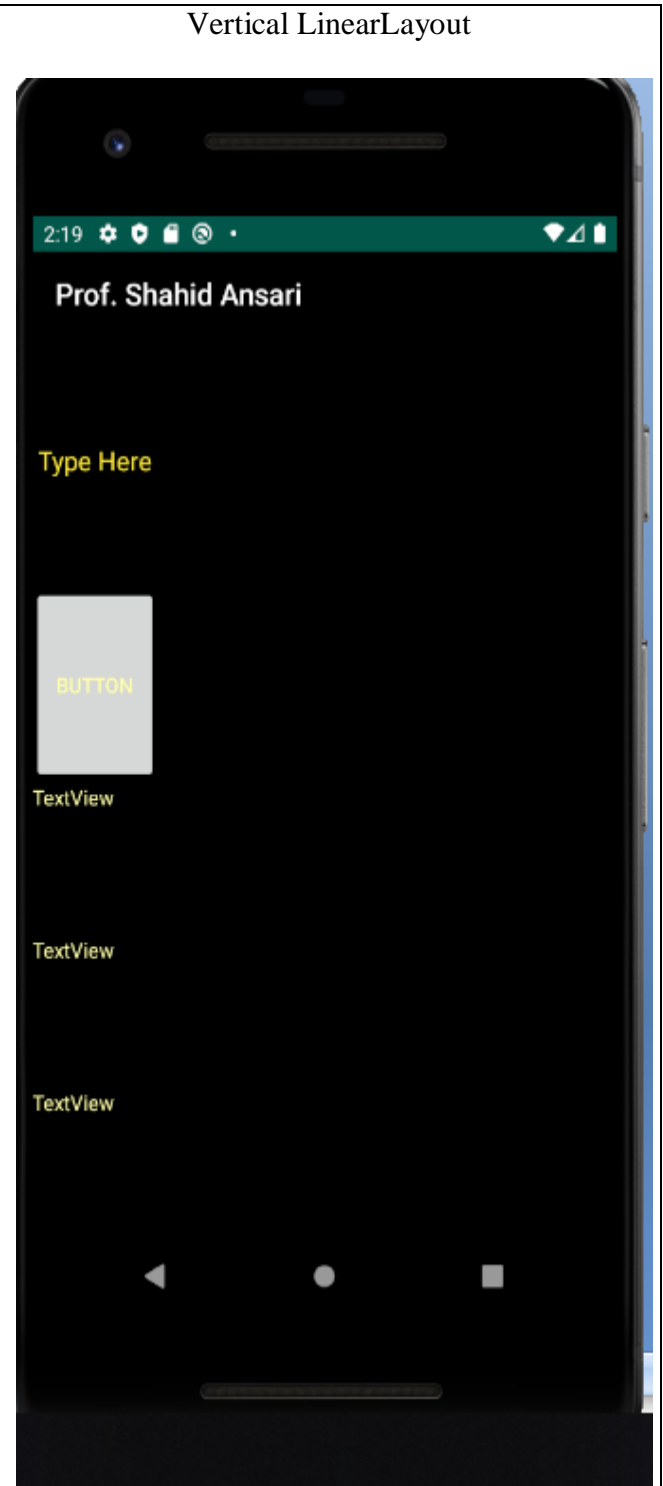 Vertical LinearLayout
2:19
Prof. Shahid Ansari
Type Here
BUTTON
TextView
TextView
TextView